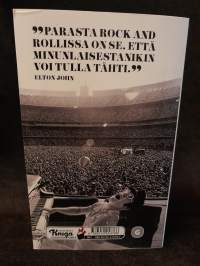 ”PARASTA ROCK AND
ROLLISSA ON SE, ETTÄ
MINUNLAISESTANIKIN
VOI TULLA TÄHTI.”
ELTON JOHN